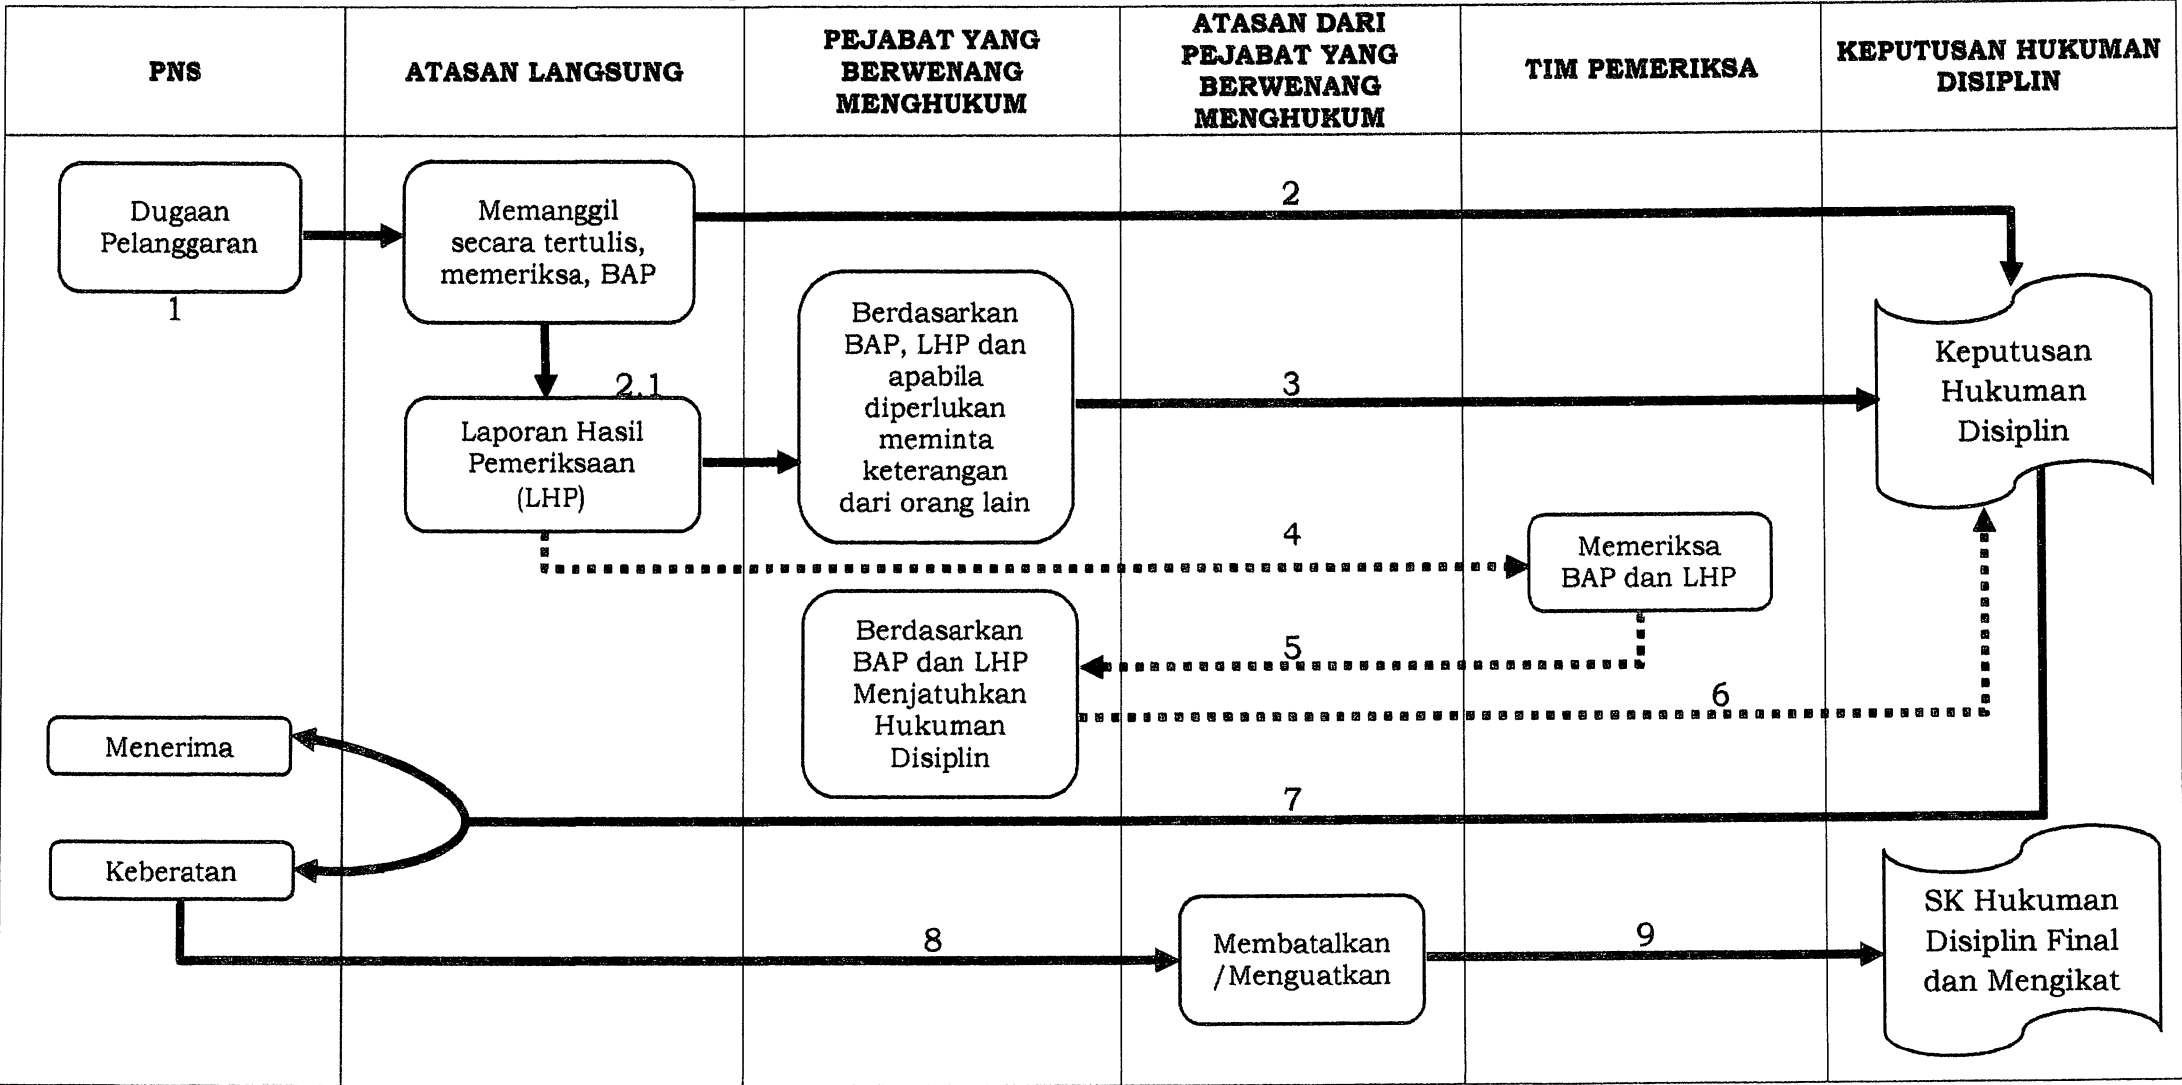 PNS
ATASAN LANGSUNG
PEJABAT YANG
BERWENANG
MENGHUKUM
ATASAN DARI
PEJABAT YANG
BERWENANG
MENGHUKUM
TIM PEMERIKSA
KEPUTUSAN HUKUMAN
DISIPLIN
Dugaan
Pelanggaran
1
Memanggil
secara tertulis,
memeriksa, BAP
2
2.1
Laporan Hasil
Pemeriksaan
(LHP)
Berdasarkan
BAP, LHP dan
apabila
diperlukan
meminta
keterangan
dari orang lain
3
Keputusan
Hukuman
Disiplin
4
Memeriksa
BAP dan LHP
5
Berdasarkan
BAP dan LHP
Menjatuhkan
Hukuman
Disiplin
6
Menerima
7
Keberatan
8
Membatalkan
/Menguatkan
9
SK Hukuman
Disiplin Final
dan Mengikat